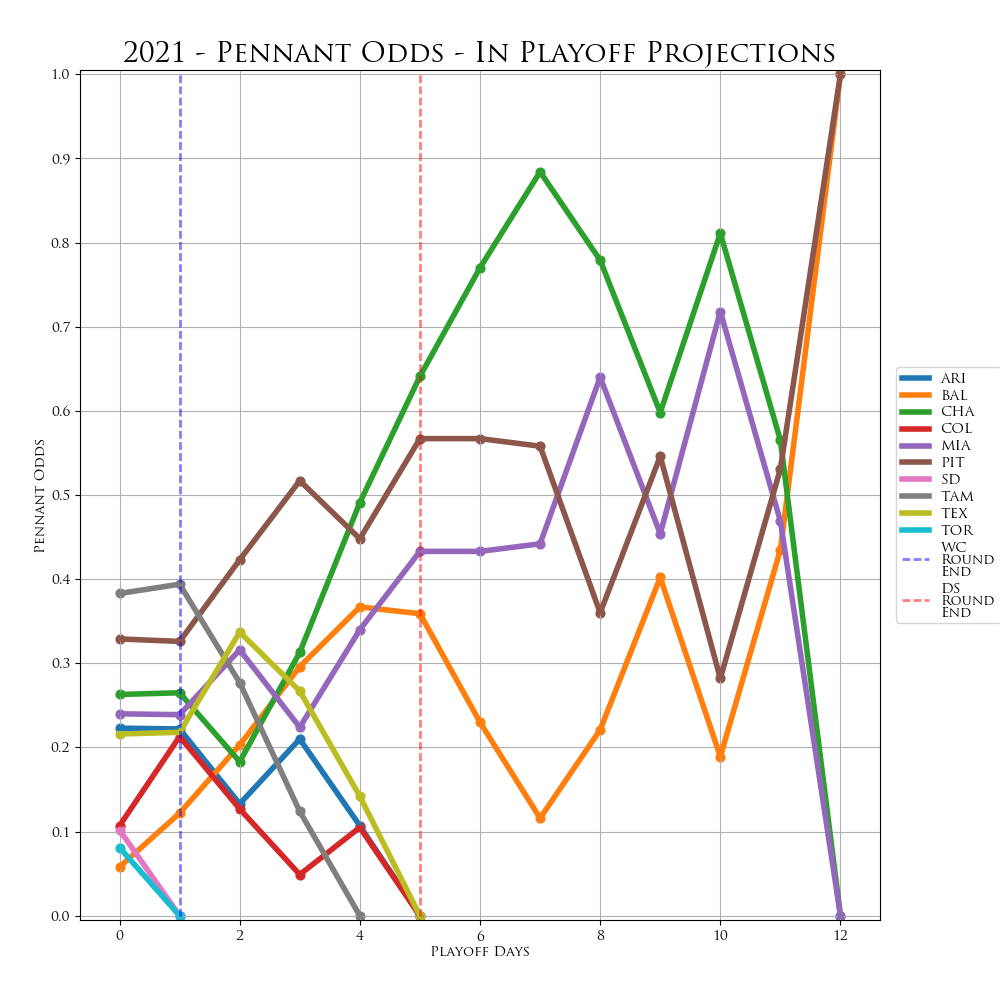 2021 - Pennant Odds - In Playoff Projections
1.0
0.9
0.8
0.7
0.6
0.5
0.4
0.3
0.2
0.1
0.0
Pennant Odds
0 2 4 6 8 10 12
Playoff Days
ARI
BAL
CHA
COL
MIA
PIT
SD
TAM
TEX
TOR
WC
Round
End
DS
Round
End